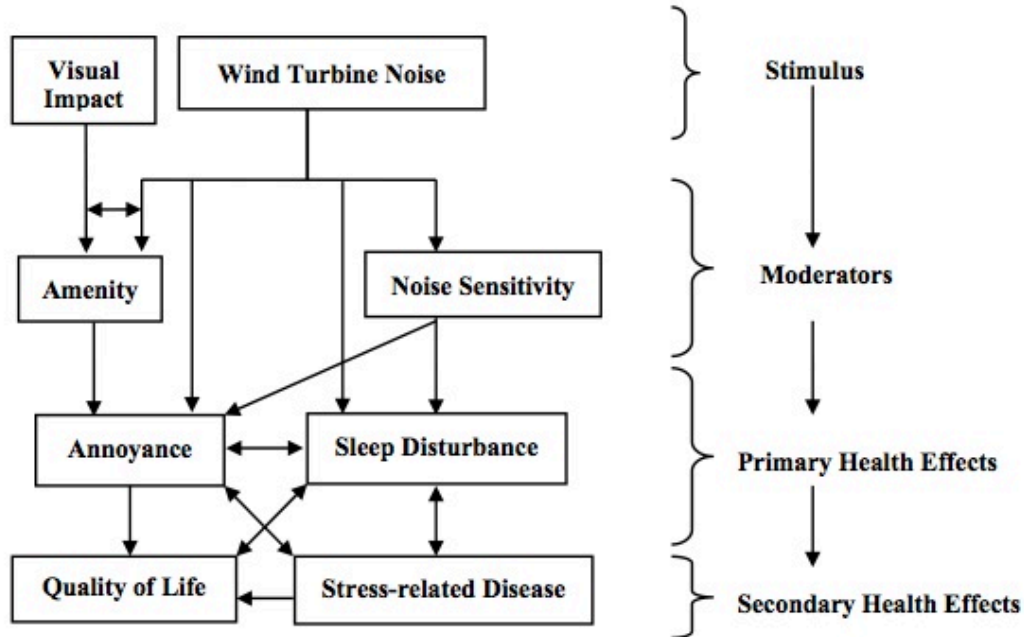 Visual
Impact
Wind Turbine Noise
Stimulus
Amenity
Noise Sensitivity
Moderators
Annoyance
Sleep Disturbance
Primary Health Effects
Quality of Life
Stress-related Disease
Secondary Health Effects